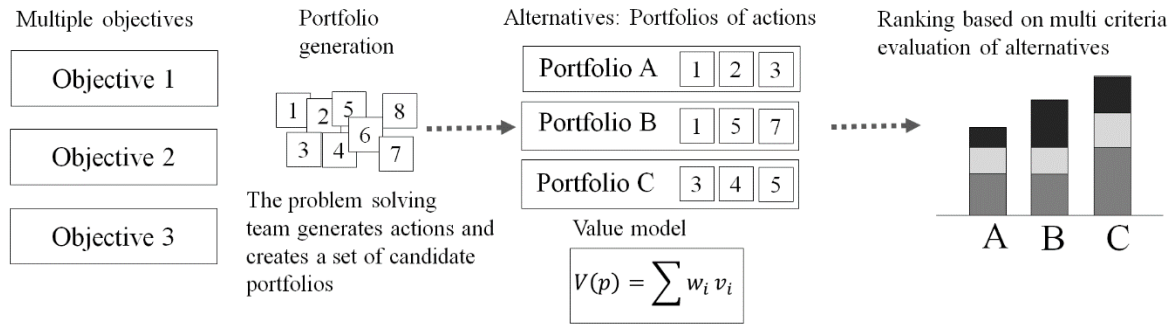 Multiple objectives
Objective 1
Objective 2
Objective 3
Portfolio
generation
1
2
5
8
6
3
4
7
The problem solving
team generates actions and
creates a set of candidate
portfolios
Alternatives: Portfolios of actions
Portfolio A 1 2 3
Portfolio B 1 5 7
Portfolio C 3 4 5
Value model
V(p) = ∑ wᵢ vᵢ
Ranking based on multi criteria
evaluation of alternatives
A B C